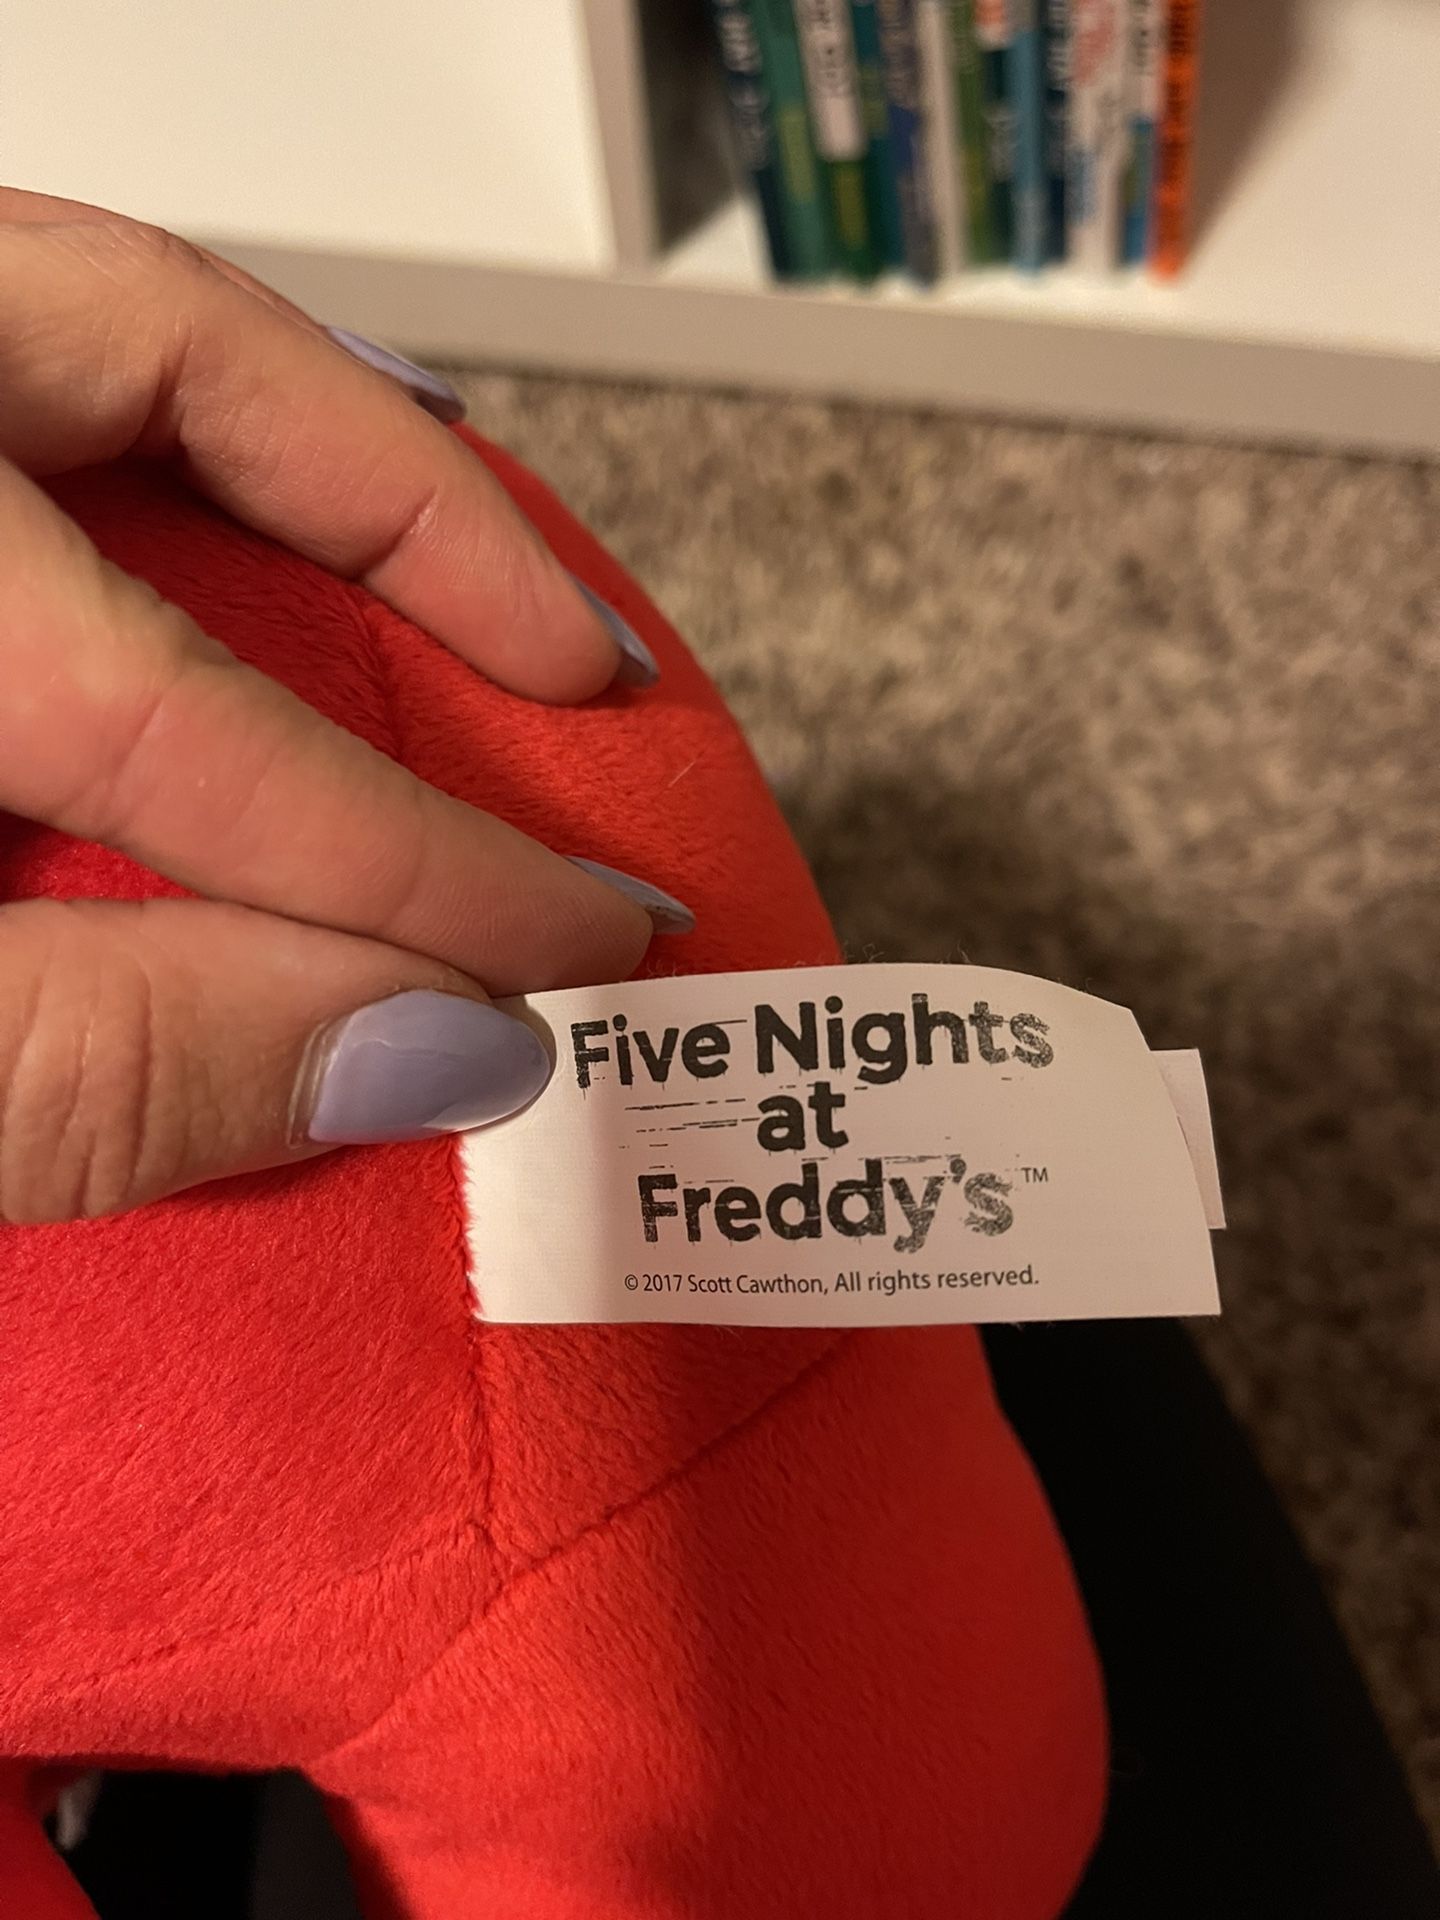 Five Nights
at
Freddy's™
© 2017 Scott Cawthon, All rights reserved.